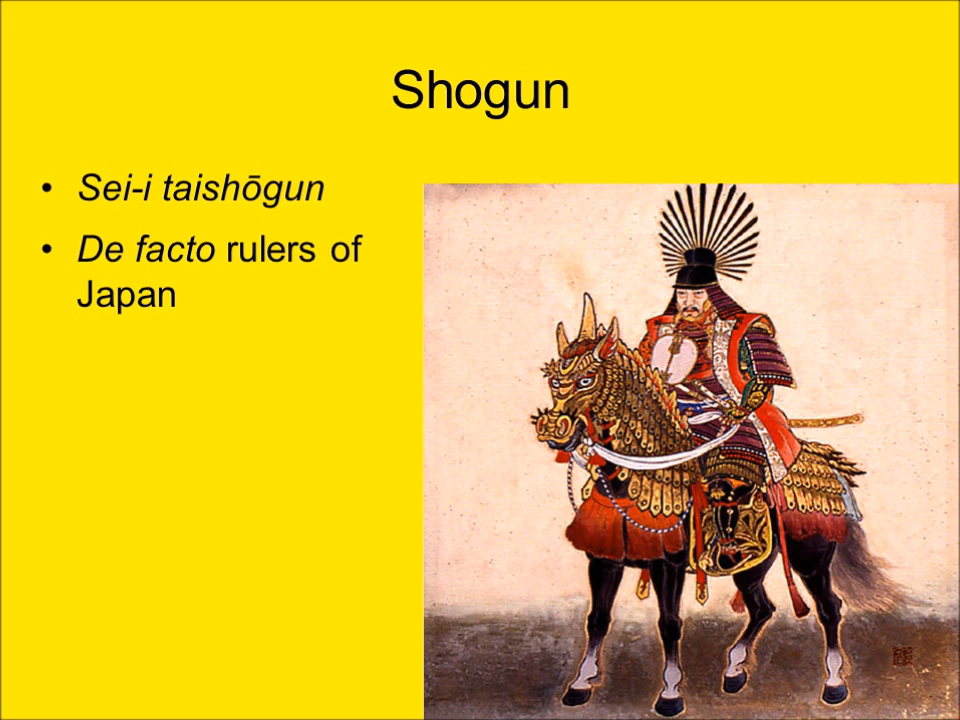 Shogun
• Sei-i taishōgun
• De facto rulers of
Japan